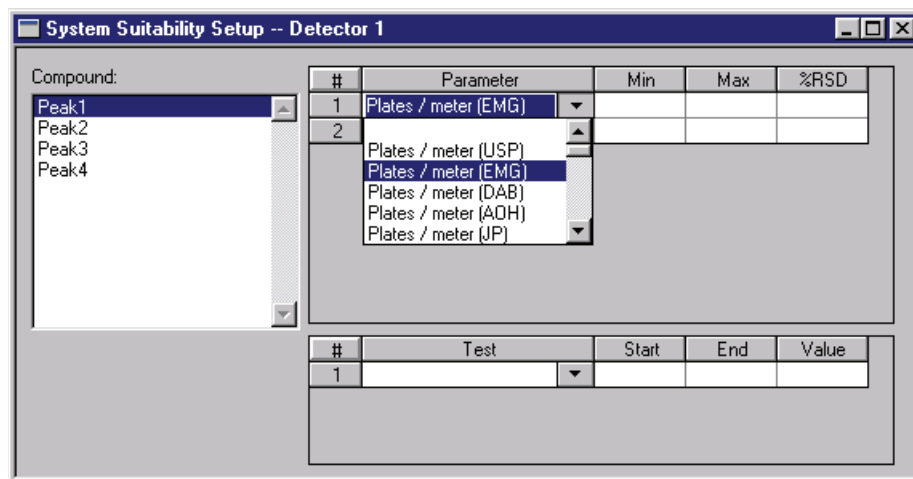 System Suitability Setup -- Detector 1
Compound:
Peak1
Peak2
Peak3
Peak4
# Parameter Min Max %RSD
1 Plates / meter (EMG)
2
Plates / meter (USP)
Plates / meter (EMG)
Plates / meter (DAB)
Plates / meter (AOH)
Plates / meter (JP)
# Test Start End Value
1